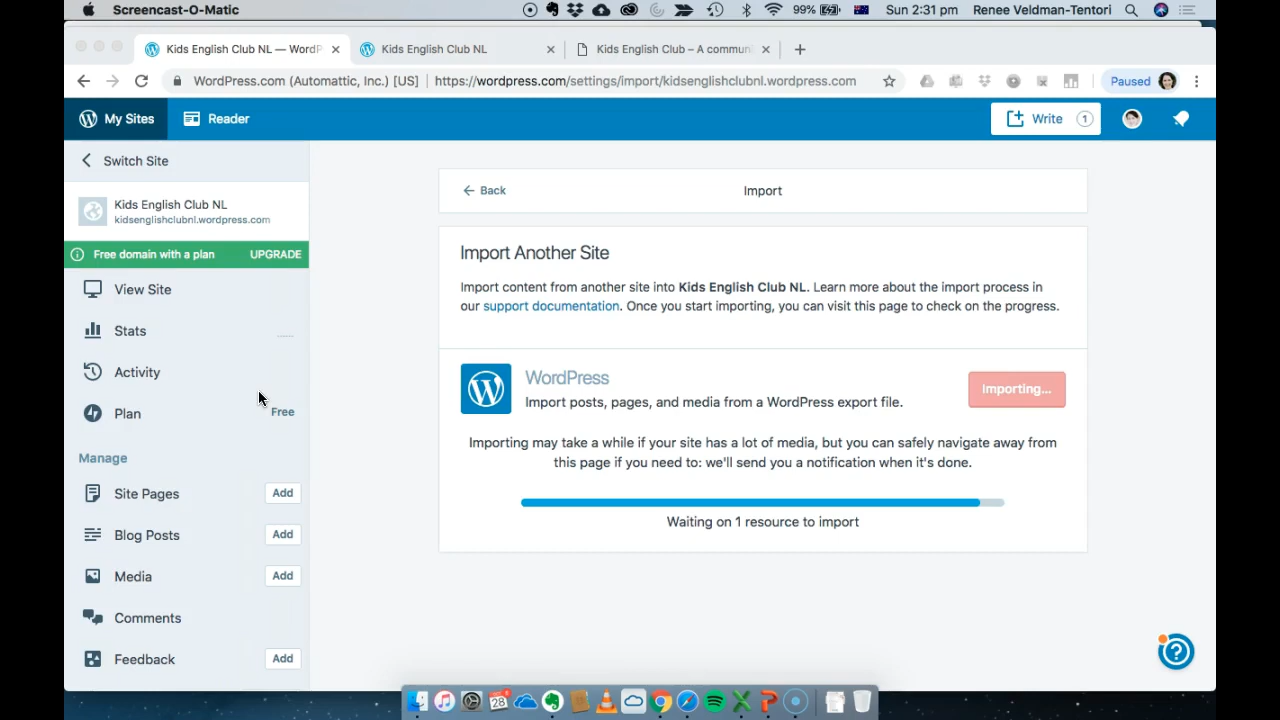 Screencast-O-Matic
99%
Sun 2:31 pm
Renee Veldman-Tentori
Kids English Club NL — WordP
Kids English Club NL
Kids English Club – A commun
WordPress.com (Automattic, Inc.) [US]
https://wordpress.com/settings/import/kidsenglishclubnl.wordpress.com
Paused
My Sites
Reader
Write 1
Switch Site
Kids English Club NL
kidsenglishclubnl.wordpress.com
Free domain with a plan UPGRADE
View Site
Stats
Activity
Plan Free
Manage
Site Pages Add
Blog Posts Add
Media Add
Comments
Feedback Add
Back
Import
Import Another Site
Import content from another site into Kids English Club NL. Learn more about the import process in
our support documentation. Once you start importing, you can visit this page to check on the progress.
WordPress
Import posts, pages, and media from a WordPress export file.
Importing...
Importing may take a while if your site has a lot of media, but you can safely navigate away from
this page if you need to: we'll send you a notification when it's done.
Waiting on 1 resource to import
28